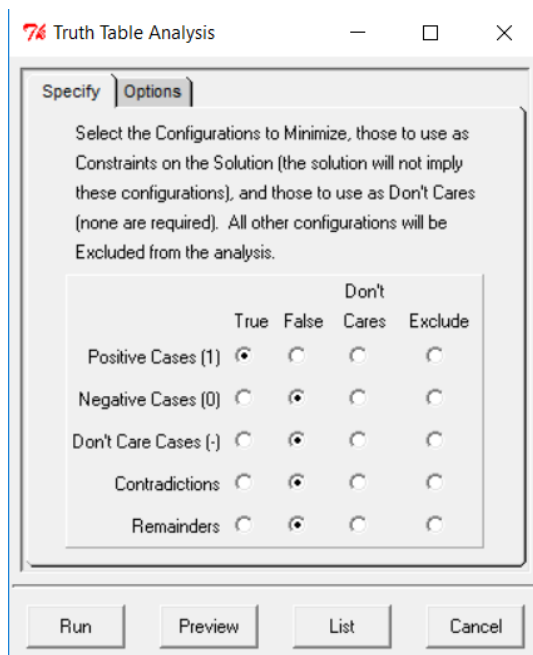 Truth Table Analysis
Specify Options
Select the Configurations to Minimize, those to use as
Constraints on the Solution (the solution will not imply
these configurations), and those to use as Don't Cares
(none are required). All other configurations will be
Excluded from the analysis.
Don't
True False Cares Exclude
Positive Cases (1)
Negative Cases (0)
Don't Care Cases (-)
Contradictions
Remainders
Run Preview List Cancel